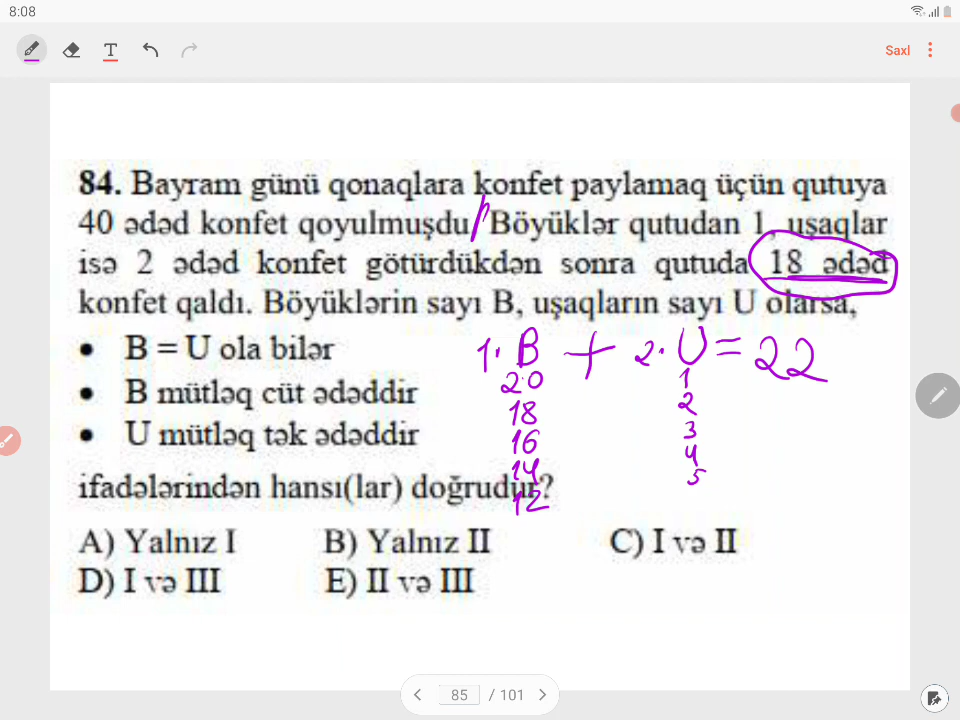 8:08
T
Saxl
84. Bayram günü qonaqlara konfet paylamaq üçün qutuya
40 ədəd konfet qoyulmuşdu. Böyüklər qutudan 1, uşaqlar
isə 2 ədəd konfet götürdükdən sonra qutuda 18 ədəd
konfet qaldı. Böyüklərin sayı B, uşaqların sayı U olarsa,
• B = U ola bilər
• B mütləq cüt ədəddir
• U mütləq tək ədəddir
1· B + 2· U = 22
20 1
18 2
16 3
14 4
12 5
ifadələrindən hansı(lar) doğrudur?
A) Yalnız I B) Yalnız II C) I və II
D) I və III E) II və III
85 / 101